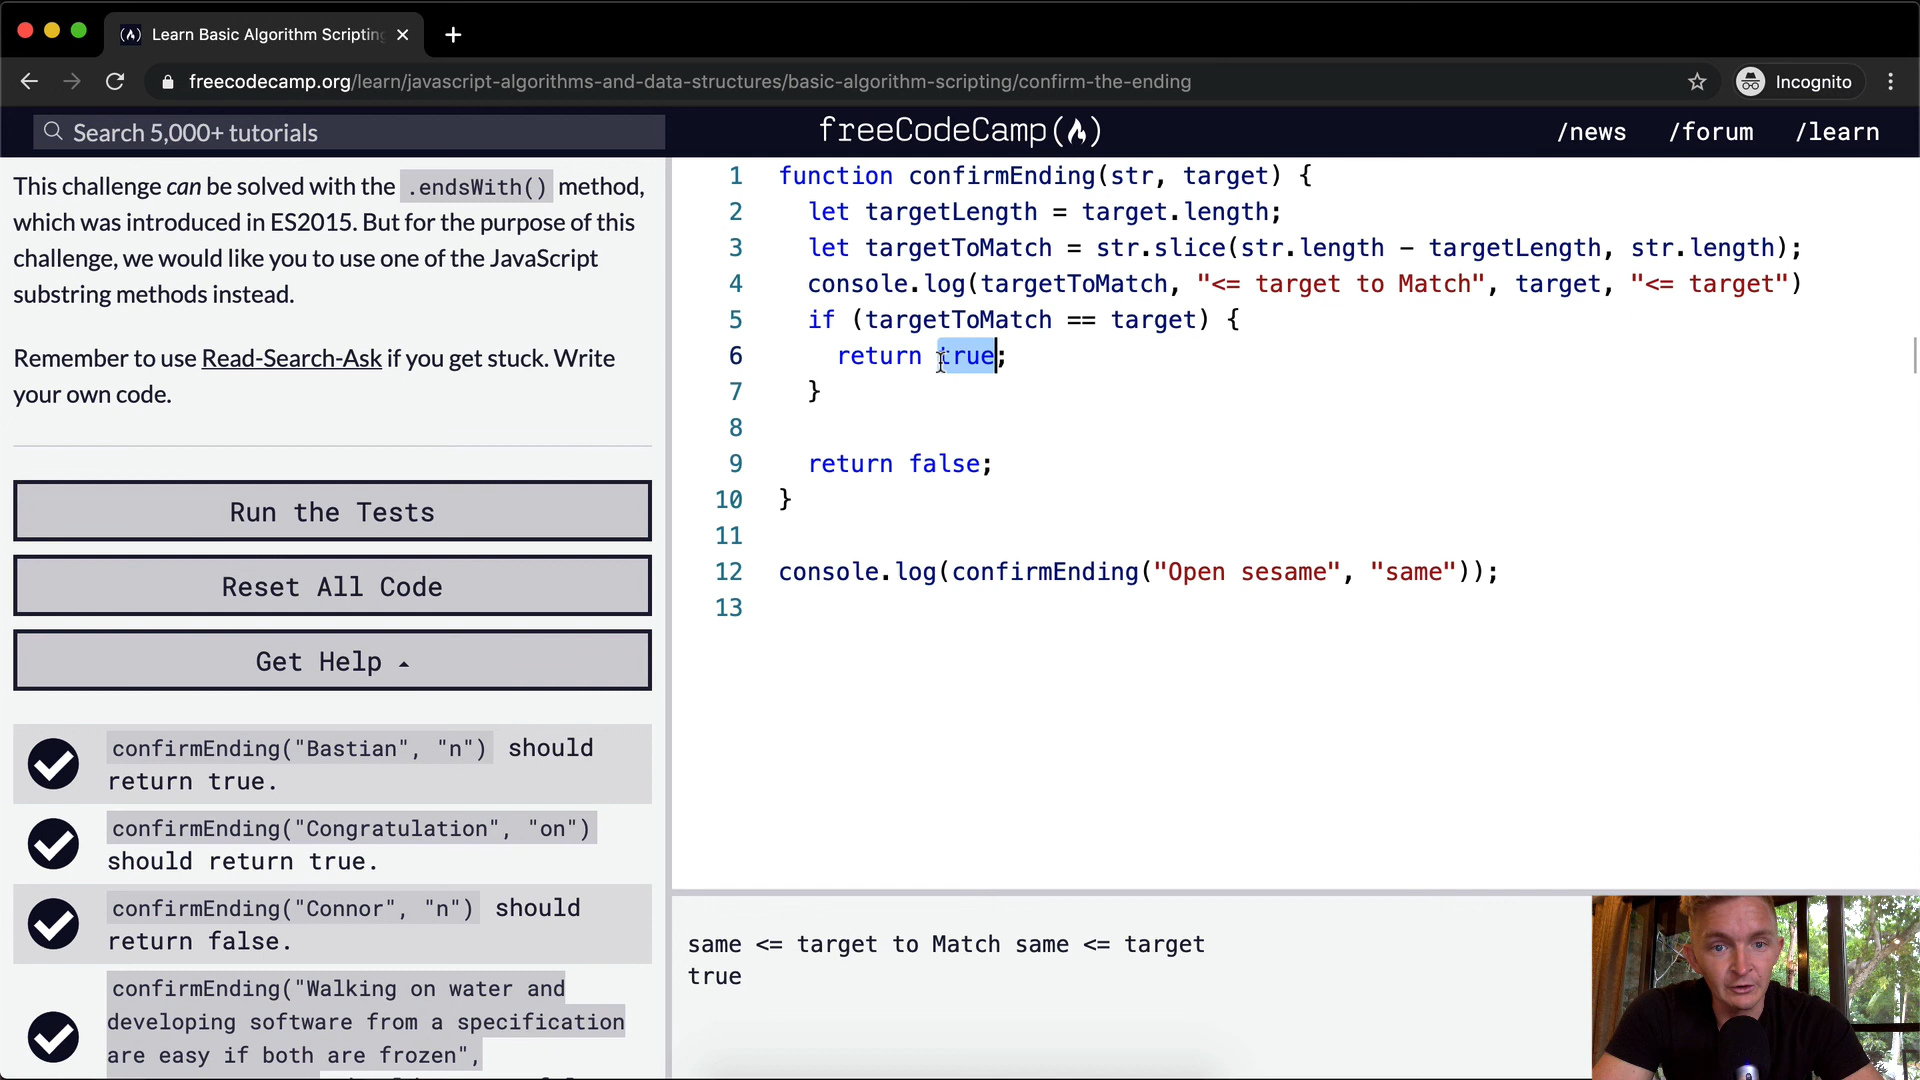 Learn Basic Algorithm Scripting
freecodecamp.org/learn/javascript-algorithms-and-data-structures/basic-algorithm-scripting/confirm-the-ending
Incognito
Search 5,000+ tutorials
freeCodeCamp
/news /forum /learn
This challenge can be solved with the .endsWith() method,
which was introduced in ES2015. But for the purpose of this
challenge, we would like you to use one of the JavaScript
substring methods instead.
Remember to use Read-Search-Ask if you get stuck. Write
your own code.
Run the Tests
Reset All Code
Get Help
confirmEnding("Bastian", "n") should
return true.
confirmEnding("Congratulation", "on")
should return true.
confirmEnding("Connor", "n") should
return false.
confirmEnding("Walking on water and
developing software from a specification
are easy if both are frozen",
1 function confirmEnding(str, target) {
2 let targetLength = target.length;
3 let targetToMatch = str.slice(str.length - targetLength, str.length);
4 console.log(targetToMatch, "<= target to Match", target, "<= target")
5 if (targetToMatch == target) {
6 return true;
7 }
8
9 return false;
10 }
11
12 console.log(confirmEnding("Open sesame", "same"));
13
same <= target to Match same <= target
true